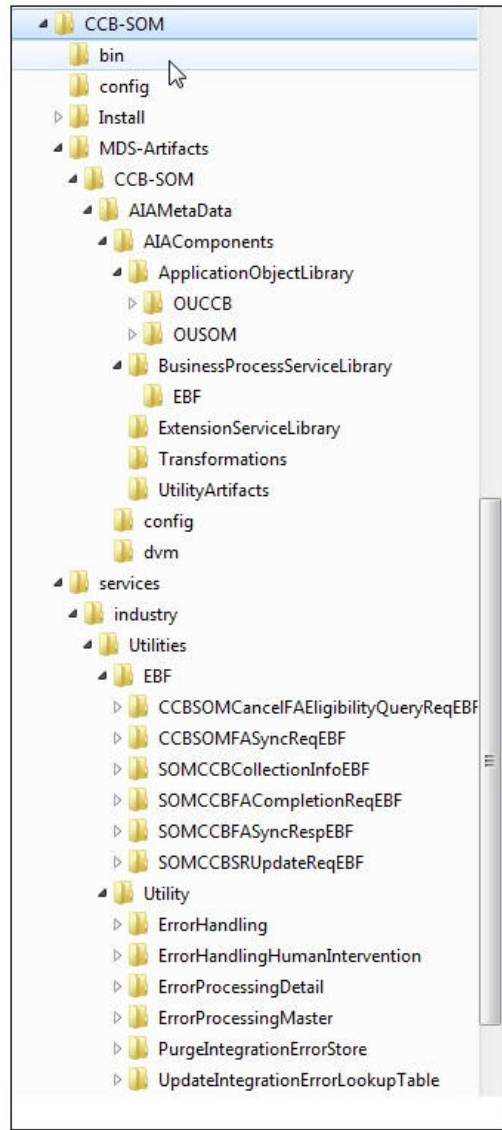 CCB-SOM
bin
config
Install
MDS-Artifacts
CCB-SOM
AIAMetaData
AIAComponents
ApplicationObjectLibrary
OUCCB
OUSOM
BusinessProcessServiceLibrary
EBF
ExtensionServiceLibrary
Transformations
UtilityArtifacts
config
dvm
services
industry
Utilities
EBF
CCBSOMCancelFAEligibilityQueryReqEBF
CCBSOMFASyncReqEBF
SOMCCBCollectionInfoEBF
SOMCCBFACompletionReqEBF
SOMCCBFASyncRespEBF
SOMCCBSRUpdateReqEBF
Utility
ErrorHandling
ErrorHandlingHumanIntervention
ErrorProcessingDetail
ErrorProcessingMaster
PurgeIntegrationErrorStore
UpdateIntegrationErrorLookupTable